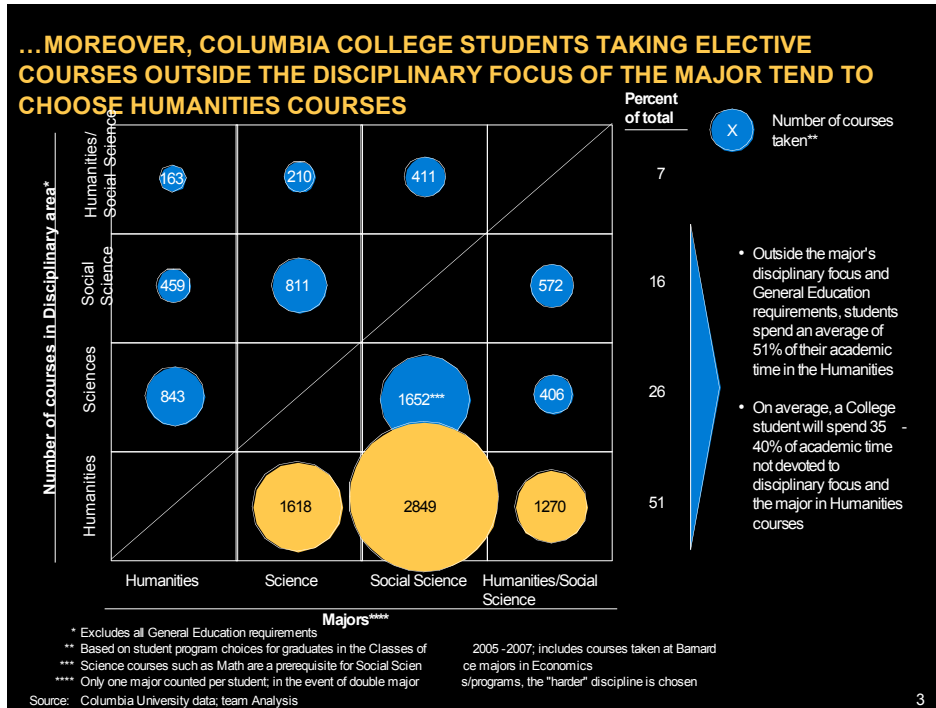 …MOREOVER, COLUMBIA COLLEGE STUDENTS TAKING ELECTIVE
COURSES OUTSIDE THE DISCIPLINARY FOCUS OF THE MAJOR TEND TO
CHOOSE HUMANITIES COURSES
Percent
of total
X
Number of courses
taken**
Number of courses in Disciplinary area*
Humanities/
Social Science
163
210
411
7
Social
Science
459
811
572
16
Sciences
843
1652***
406
26
Humanities
1618
2849
1270
51
Humanities
Science
Social Science
Humanities/Social
Science
Majors****
• Outside the major's
disciplinary focus and
General Education
requirements, students
spend an average of
51% of their academic
time in the Humanities
• On average, a College
student will spend 35 -
40% of academic time
not devoted to
disciplinary focus and
the major in Humanities
courses
* Excludes all General Education requirements
** Based on student program choices for graduates in the Classes of 2005-2007; includes courses taken at Barnard
*** Science courses such as Math are a prerequisite for Social Scien ce majors in Economics
**** Only one major counted per student; in the event of double major s/programs, the "harder" discipline is chosen
Source: Columbia University data; team Analysis
3